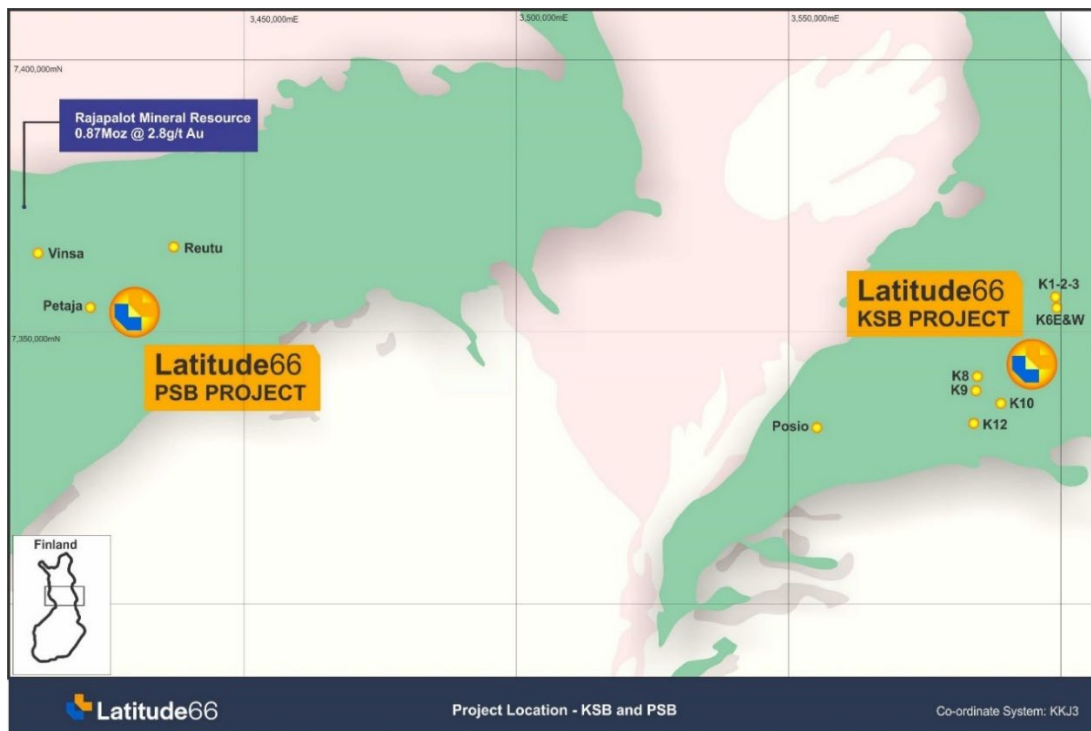 3,450,000mE
3,500,000mE
3,550,000mE
7,400,000mN
Rajapalot Mineral Resource
0.87Moz @ 2.8g/t Au
Vinsa
Reutu
Petaja
7,350,000mN
Latitude66
PSB PROJECT
Latitude66
KSB PROJECT
K1-2-3
K6E&W
K8
K9
K10
K12
Posio
Finland
Latitude66
Project Location - KSB and PSB
Co-ordinate System: KKJ3